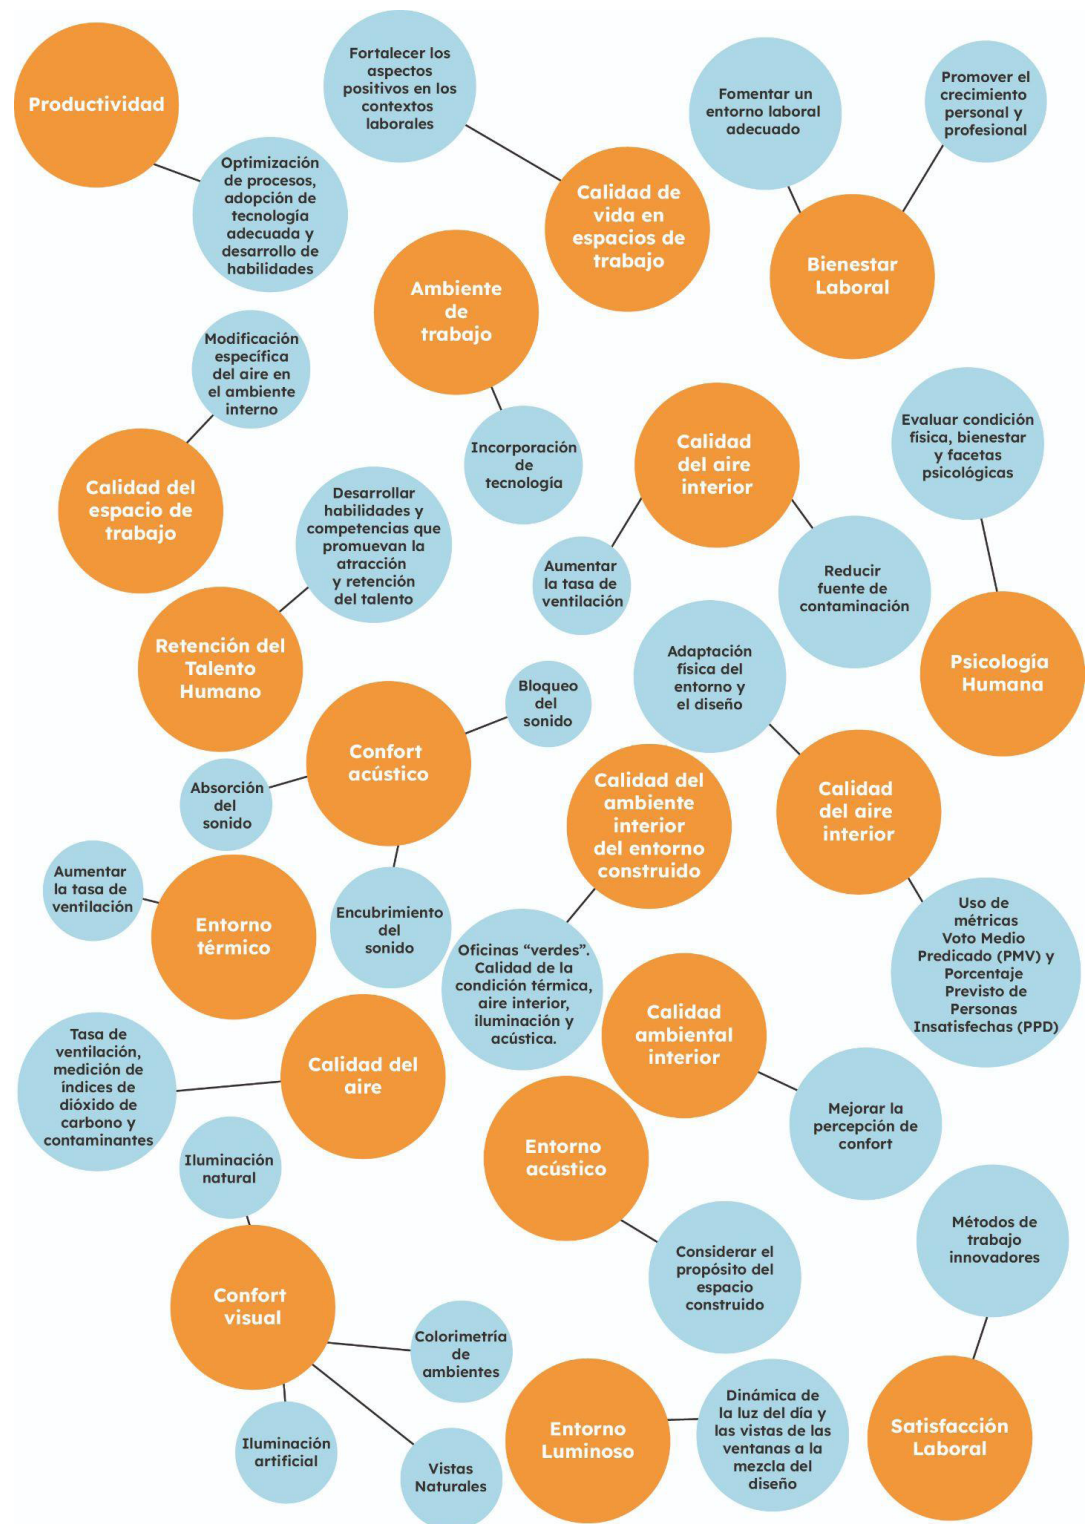 Productividad
Optimización
de procesos,
adopción de
tecnología
adecuada y
desarrollo de
habilidades
Fortalecer los
aspectos
positivos en los
contextos
laborales
Calidad de
vida en
espacios de
trabajo
Fomentar un
entorno laboral
adecuado
Promover el
crecimiento
personal y
profesional
Bienestar
Laboral
Ambiente
de
trabajo
Incorporación
de
tecnología
Modificación
específica
del aire en
el ambiente
interno
Calidad del
espacio de
trabajo
Calidad
del aire
interior
Aumentar
la tasa de
ventilación
Reducir
fuente de
contaminación
Evaluar condición
física, bienestar
y facetas
psicológicas
Psicología
Humana
Desarrollar
habilidades y
competencias que
promuevan la
atracción
y retención
del talento
Retención del
Talento
Humano
Adaptación
física del
entorno y
el diseño
Calidad
del aire
interior
Uso de
métricas
Voto Medio
Predicado (PMV) y
Porcentaje
Previsto de
Personas
Insatisfechas (PPD)
Bloqueo
del
sonido
Confort
acústico
Absorción
del
sonido
Encubrimiento
del
sonido
Calidad del
ambiente
interior
del entorno
construido
Oficinas “verdes”.
Calidad de la
condición térmica,
aire interior,
iluminación y
acústica.
Aumentar
la tasa de
ventilación
Entorno
térmico
Calidad
ambiental
interior
Mejorar la
percepción de
confort
Tasa de
ventilación,
medición de
índices de
dióxido de
carbono y
contaminantes
Calidad del
aire
Entorno
acústico
Considerar el
propósito del
espacio
construido
Iluminación
natural
Confort
visual
Colorimetría
de
ambientes
Iluminación
artificial
Vistas
Naturales
Métodos de
trabajo
innovadores
Satisfacción
Laboral
Entorno
Luminoso
Dinámica de
la luz del día y
las vistas de las
ventanas a la
mezcla del
diseño